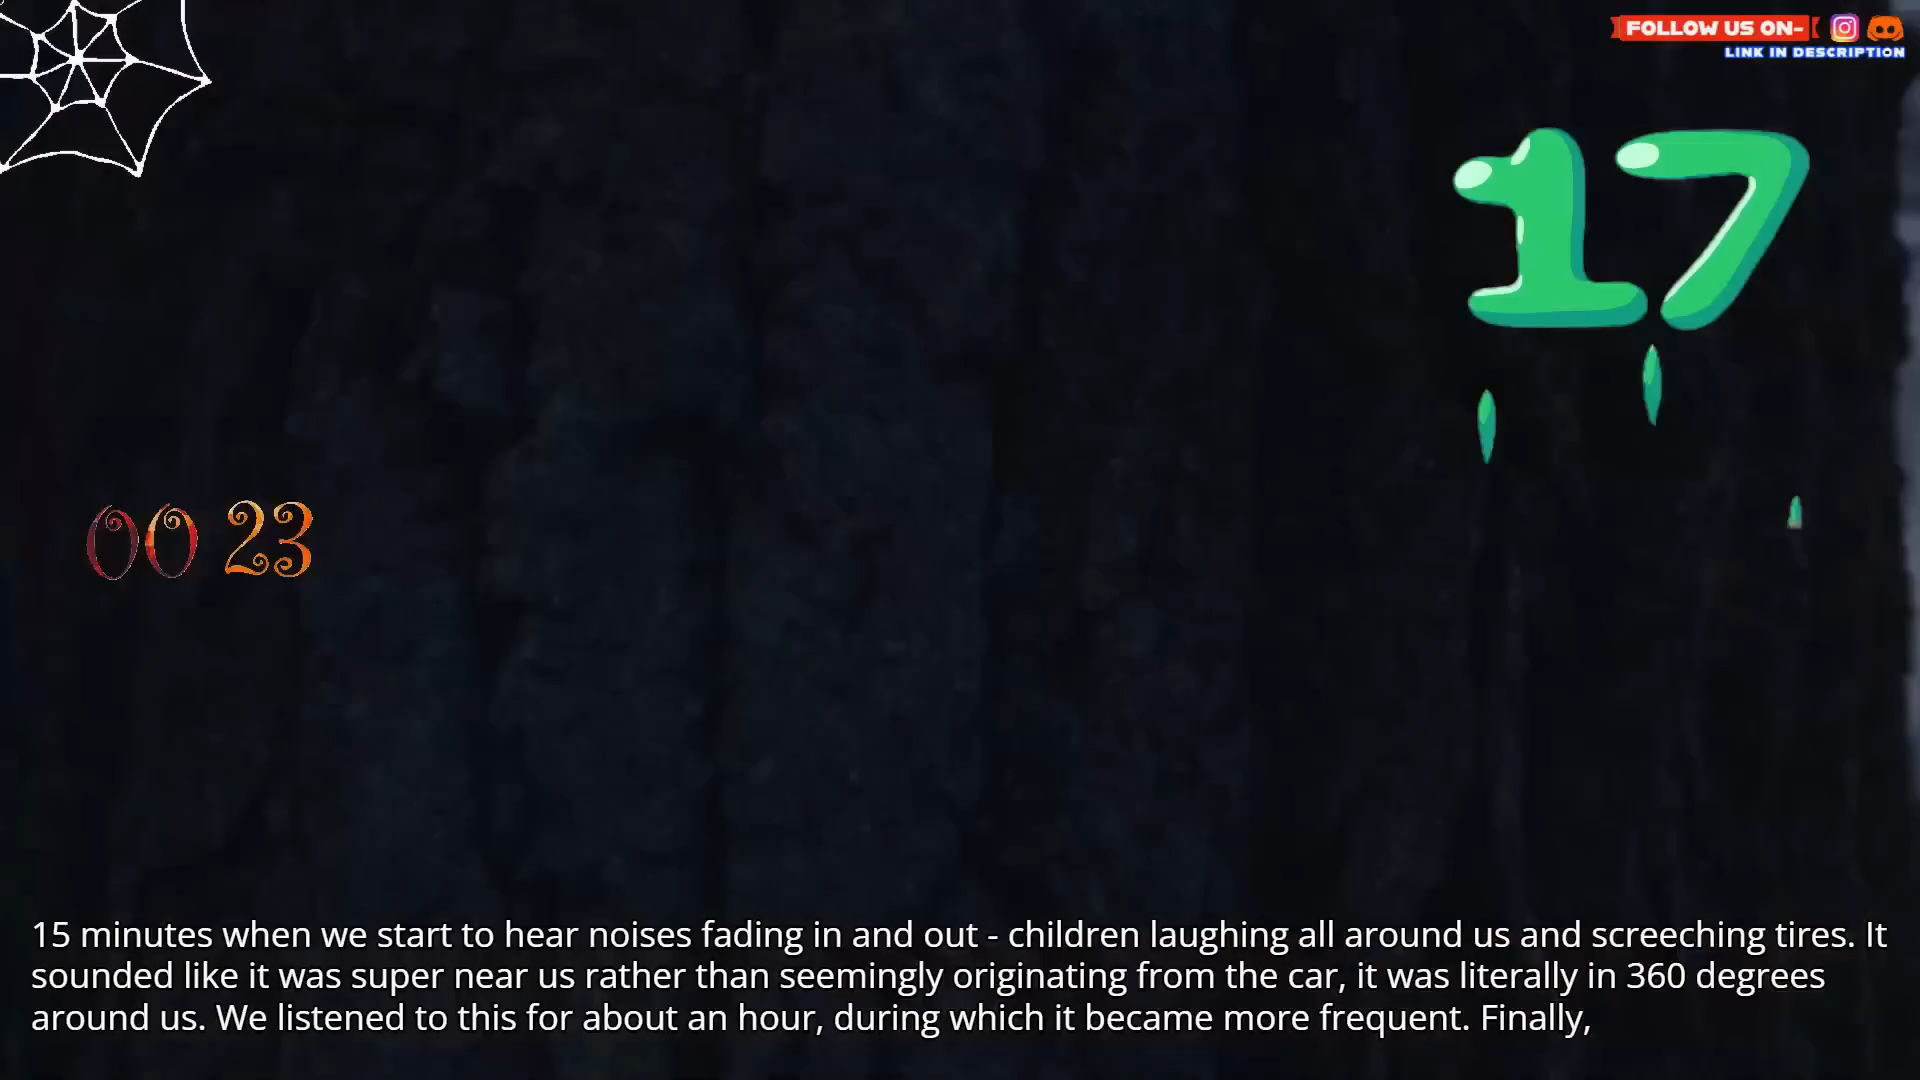 FOLLOW US ON-
LINK IN DESCRIPTION
17
00 23
15 minutes when we start to hear noises fading in and out - children laughing all around us and screeching tires. It
sounded like it was super near us rather than seemingly originating from the car, it was literally in 360 degrees
around us. We listened to this for about an hour, during which it became more frequent. Finally,